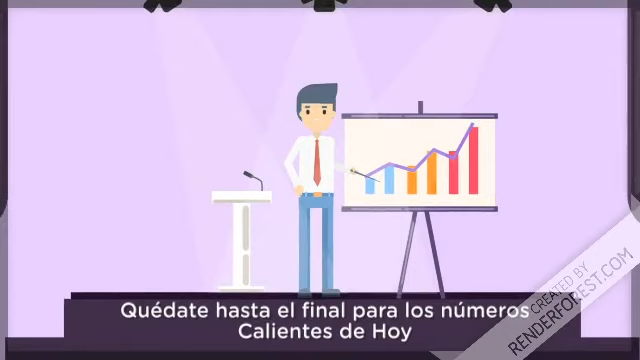 Quédate hasta el final para los números
Calientes de Hoy
CREATED BY
RENDERFOREST.COM